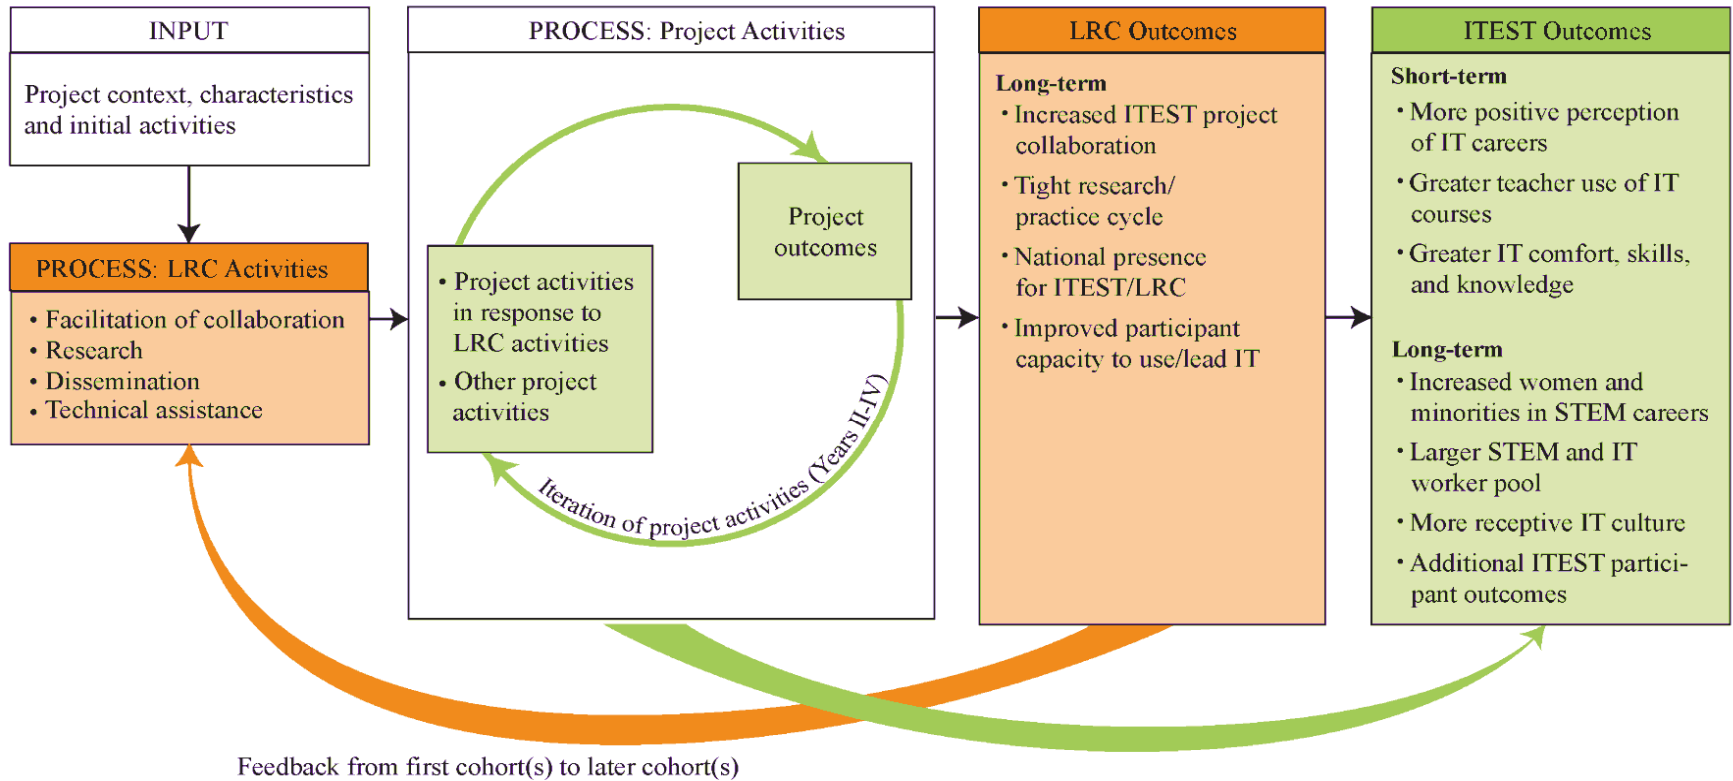 INPUT
Project context, characteristics
and initial activities
PROCESS: LRC Activities
• Facilitation of collaboration
• Research
• Dissemination
• Technical assistance
PROCESS: Project Activities
• Project activities
in response to
LRC activities
• Other project
activities
Project
outcomes
Iteration of project activities (Years II-IV)
LRC Outcomes
Long-term
• Increased ITEST project
collaboration
• Tight research/
practice cycle
• National presence
for ITEST/LRC
• Improved participant
capacity to use/lead IT
ITEST Outcomes
Short-term
• More positive perception
of IT careers
• Greater teacher use of IT
courses
• Greater IT comfort, skills,
and knowledge
Long-term
• Increased women and
minorities in STEM careers
• Larger STEM and IT
worker pool
• More receptive IT culture
• Additional ITEST partici-
pant outcomes
Feedback from first cohort(s) to later cohort(s)